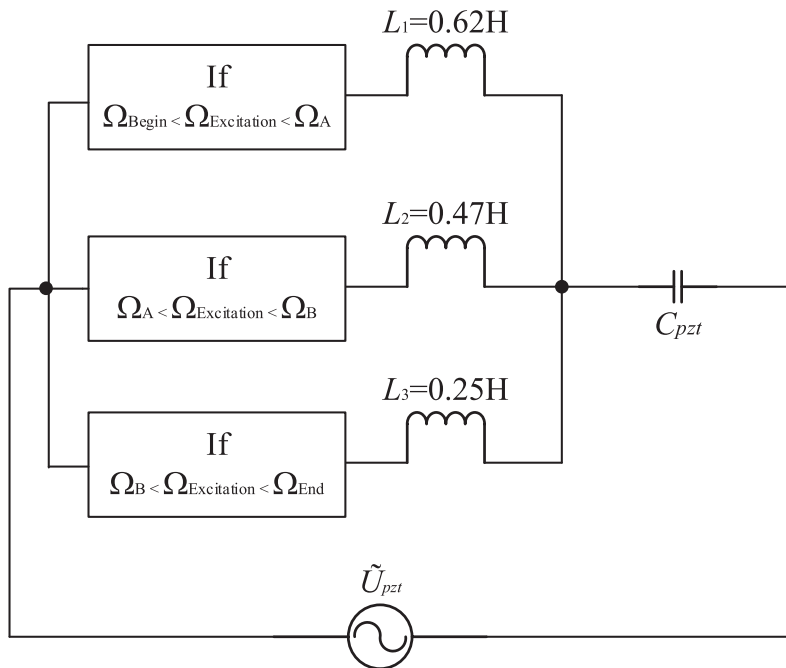 L1=0.62H
If
ΩBegin < ΩExcitation < ΩA
L2=0.47H
If
ΩA < ΩExcitation < ΩB
Cpzt
L3=0.25H
If
ΩB < ΩExcitation < ΩEnd
Ũpzt